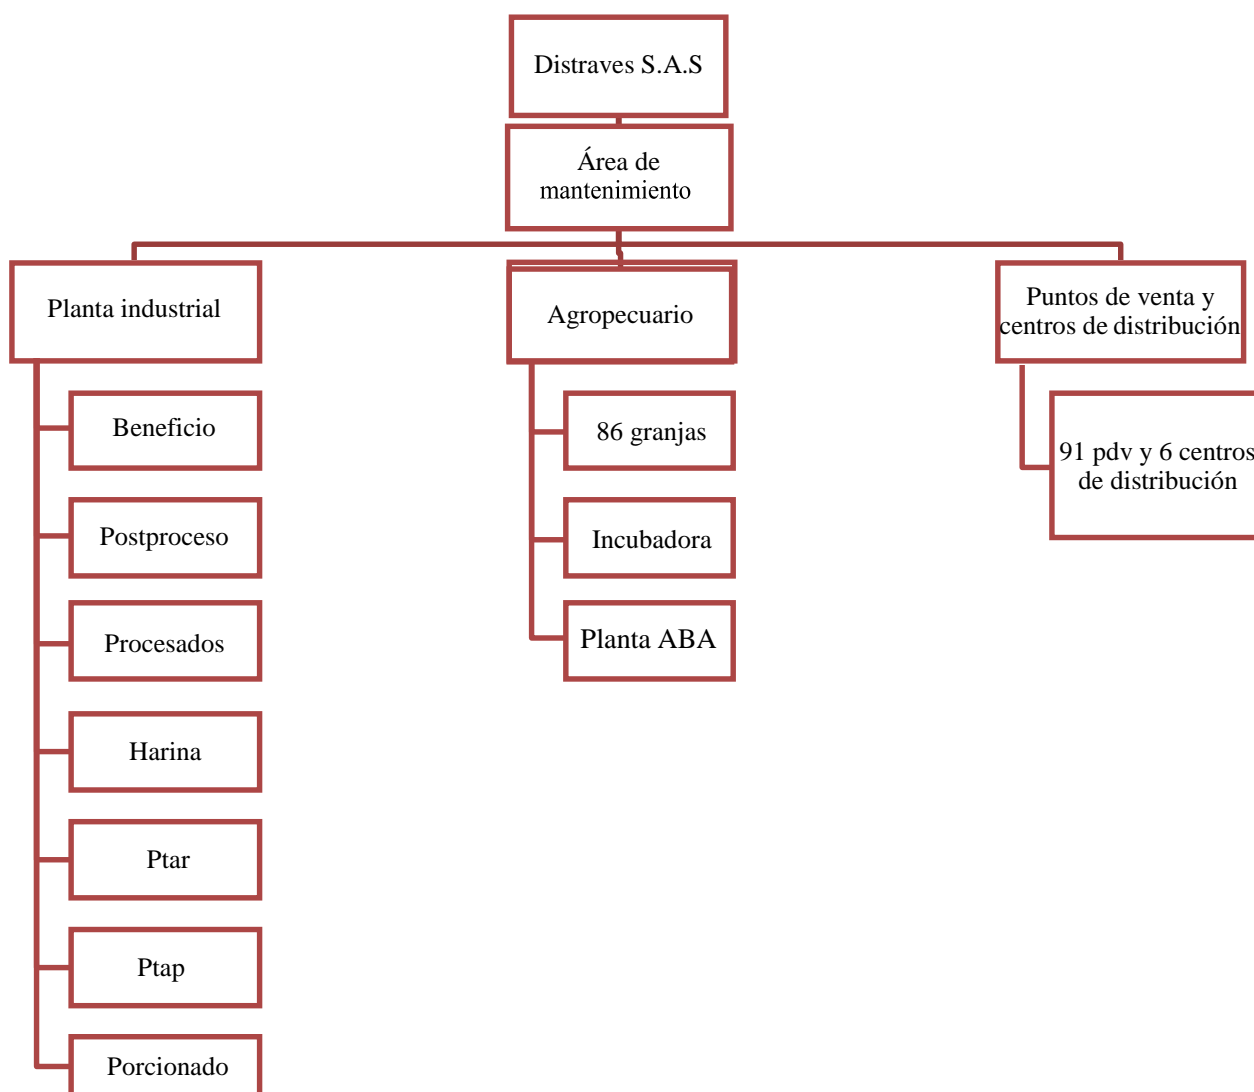 Distraves S.A.S
Área de
mantenimiento
Planta industrial
Agropecuario
Puntos de venta y
centros de distribución
Beneficio
Postproceso
Procesados
Harina
Ptar
Ptap
Porcionado
86 granjas
Incubadora
Planta ABA
91 pdv y 6 centros
de distribución